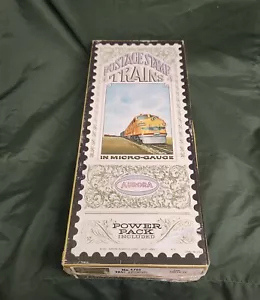 POSTAGE STAMP
TRAINS
IN MICRO-GAUGE
AURORA
POWER
PACK
INCLUDED